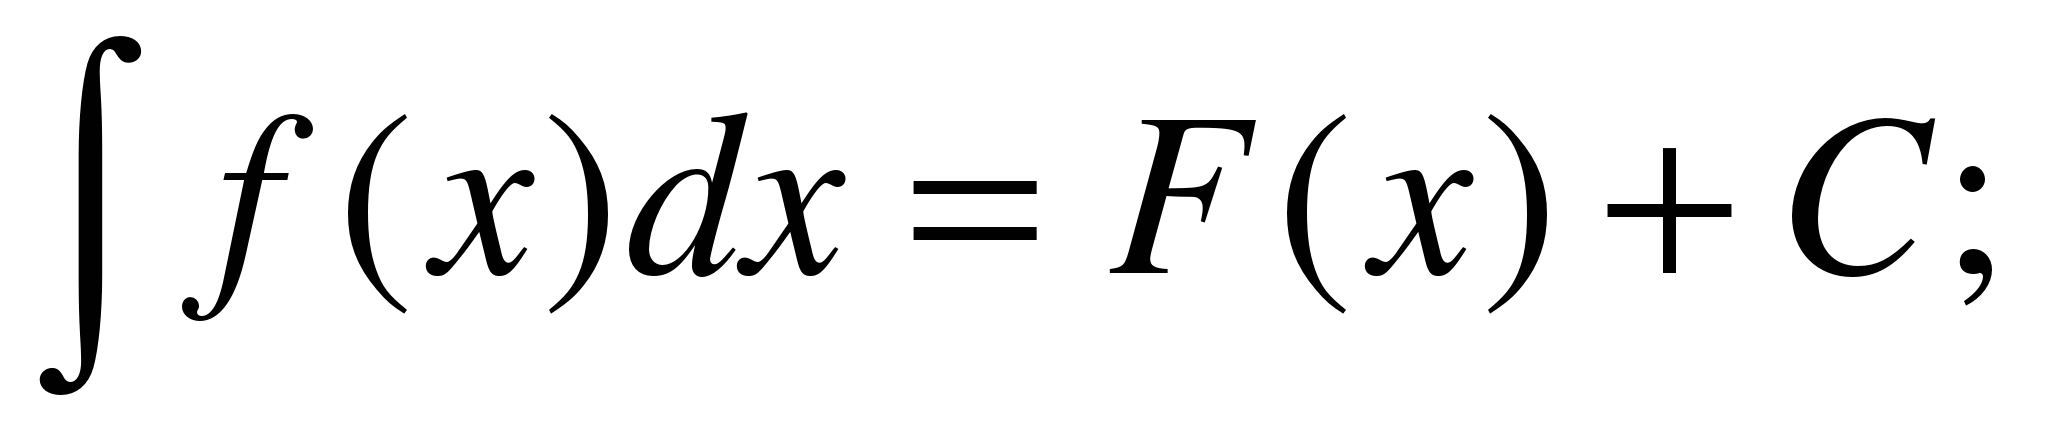 ∫ f(x)dx = F(x) + C;